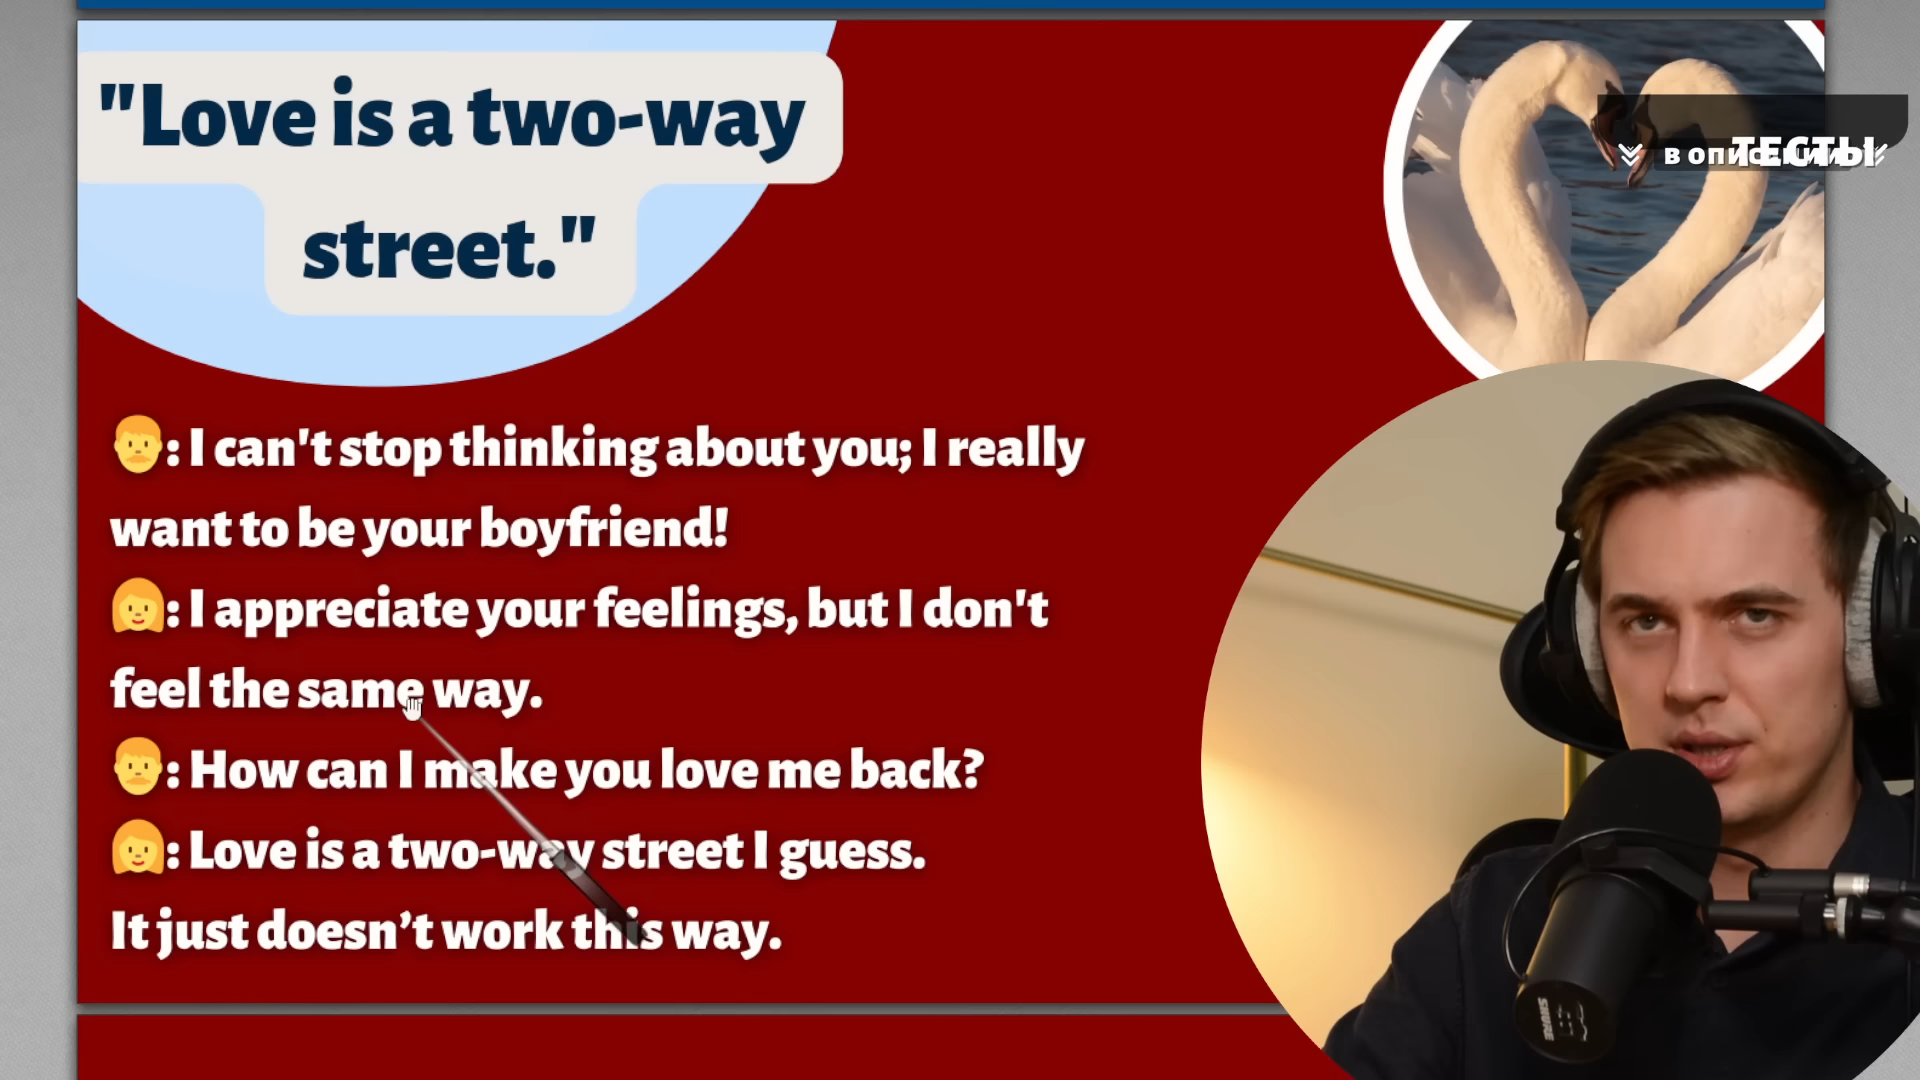 "Love is a two-way
street."
ТЕСТЫ
в описании
: I can't stop thinking about you; I really
want to be your boyfriend!
: I appreciate your feelings, but I don't
feel the same way.
: How can I make you love me back?
: Love is a two-way street I guess.
It just doesn’t work this way.
SHURE